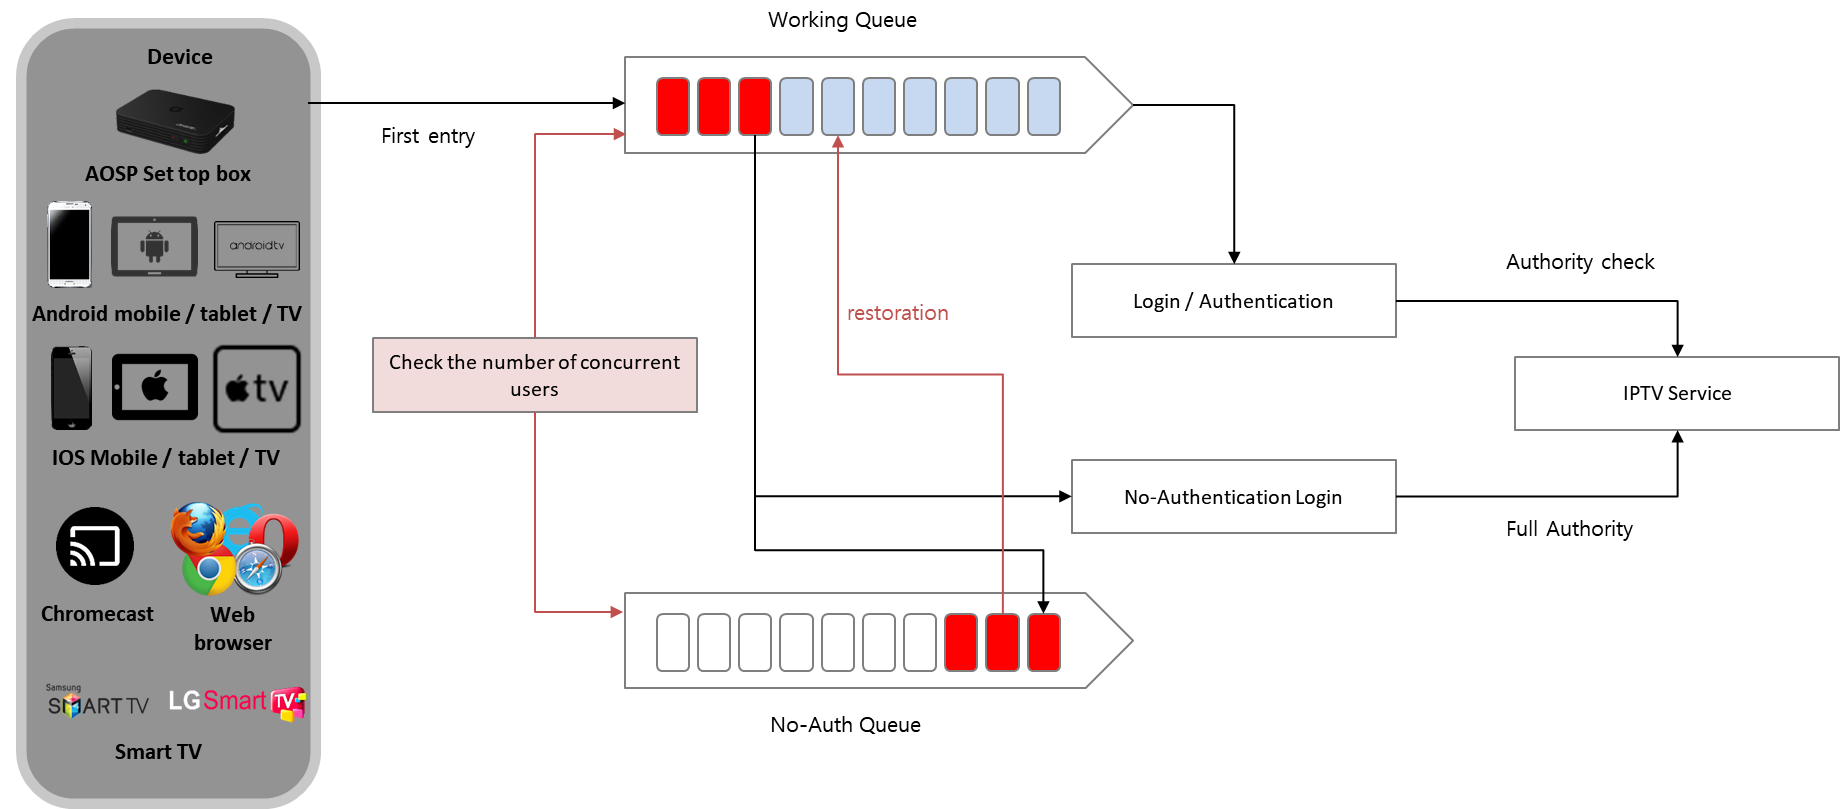 Working Queue
Device
First entry
AOSP Set top box
androidtv
Android mobile / tablet / TV
tv
IOS Mobile / tablet / TV
Chromecast
Web
browser
Samsung
SMART TV
LG Smart TV
Smart TV
Check the number of concurrent
users
restoration
Login / Authentication
Authority check
IPTV Service
No-Authentication Login
Full Authority
No-Auth Queue